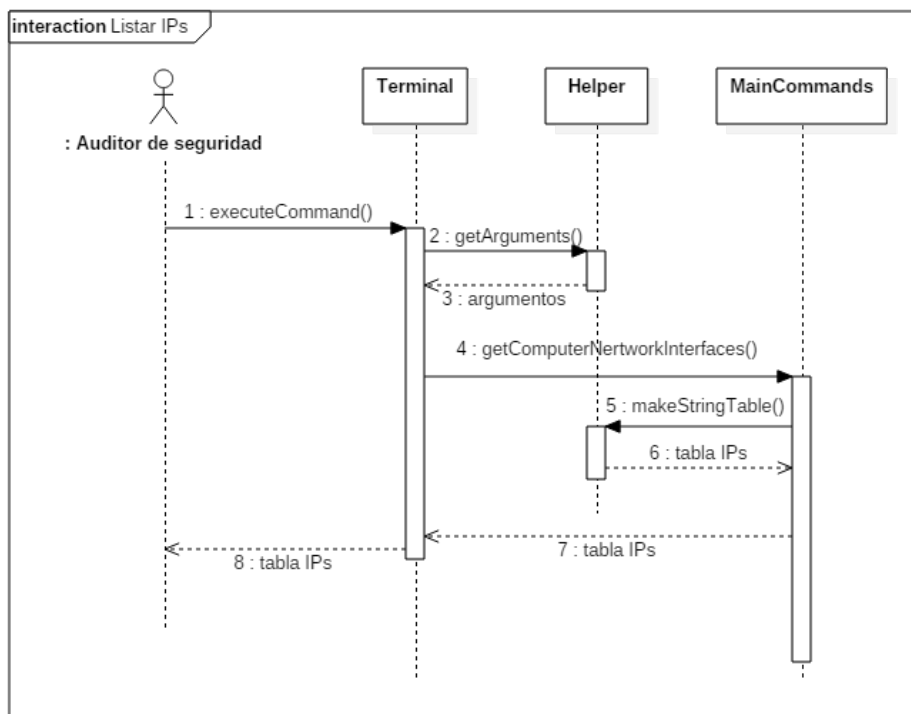 interaction Listar IPs
Terminal
Helper
MainCommands
: Auditor de seguridad
1 : executeCommand()
2 : getArguments()
3 : argumentos
4 : getComputerNertworkInterfaces()
5 : makeStringTable()
6 : tabla IPs
7 : tabla IPs
8 : tabla IPs